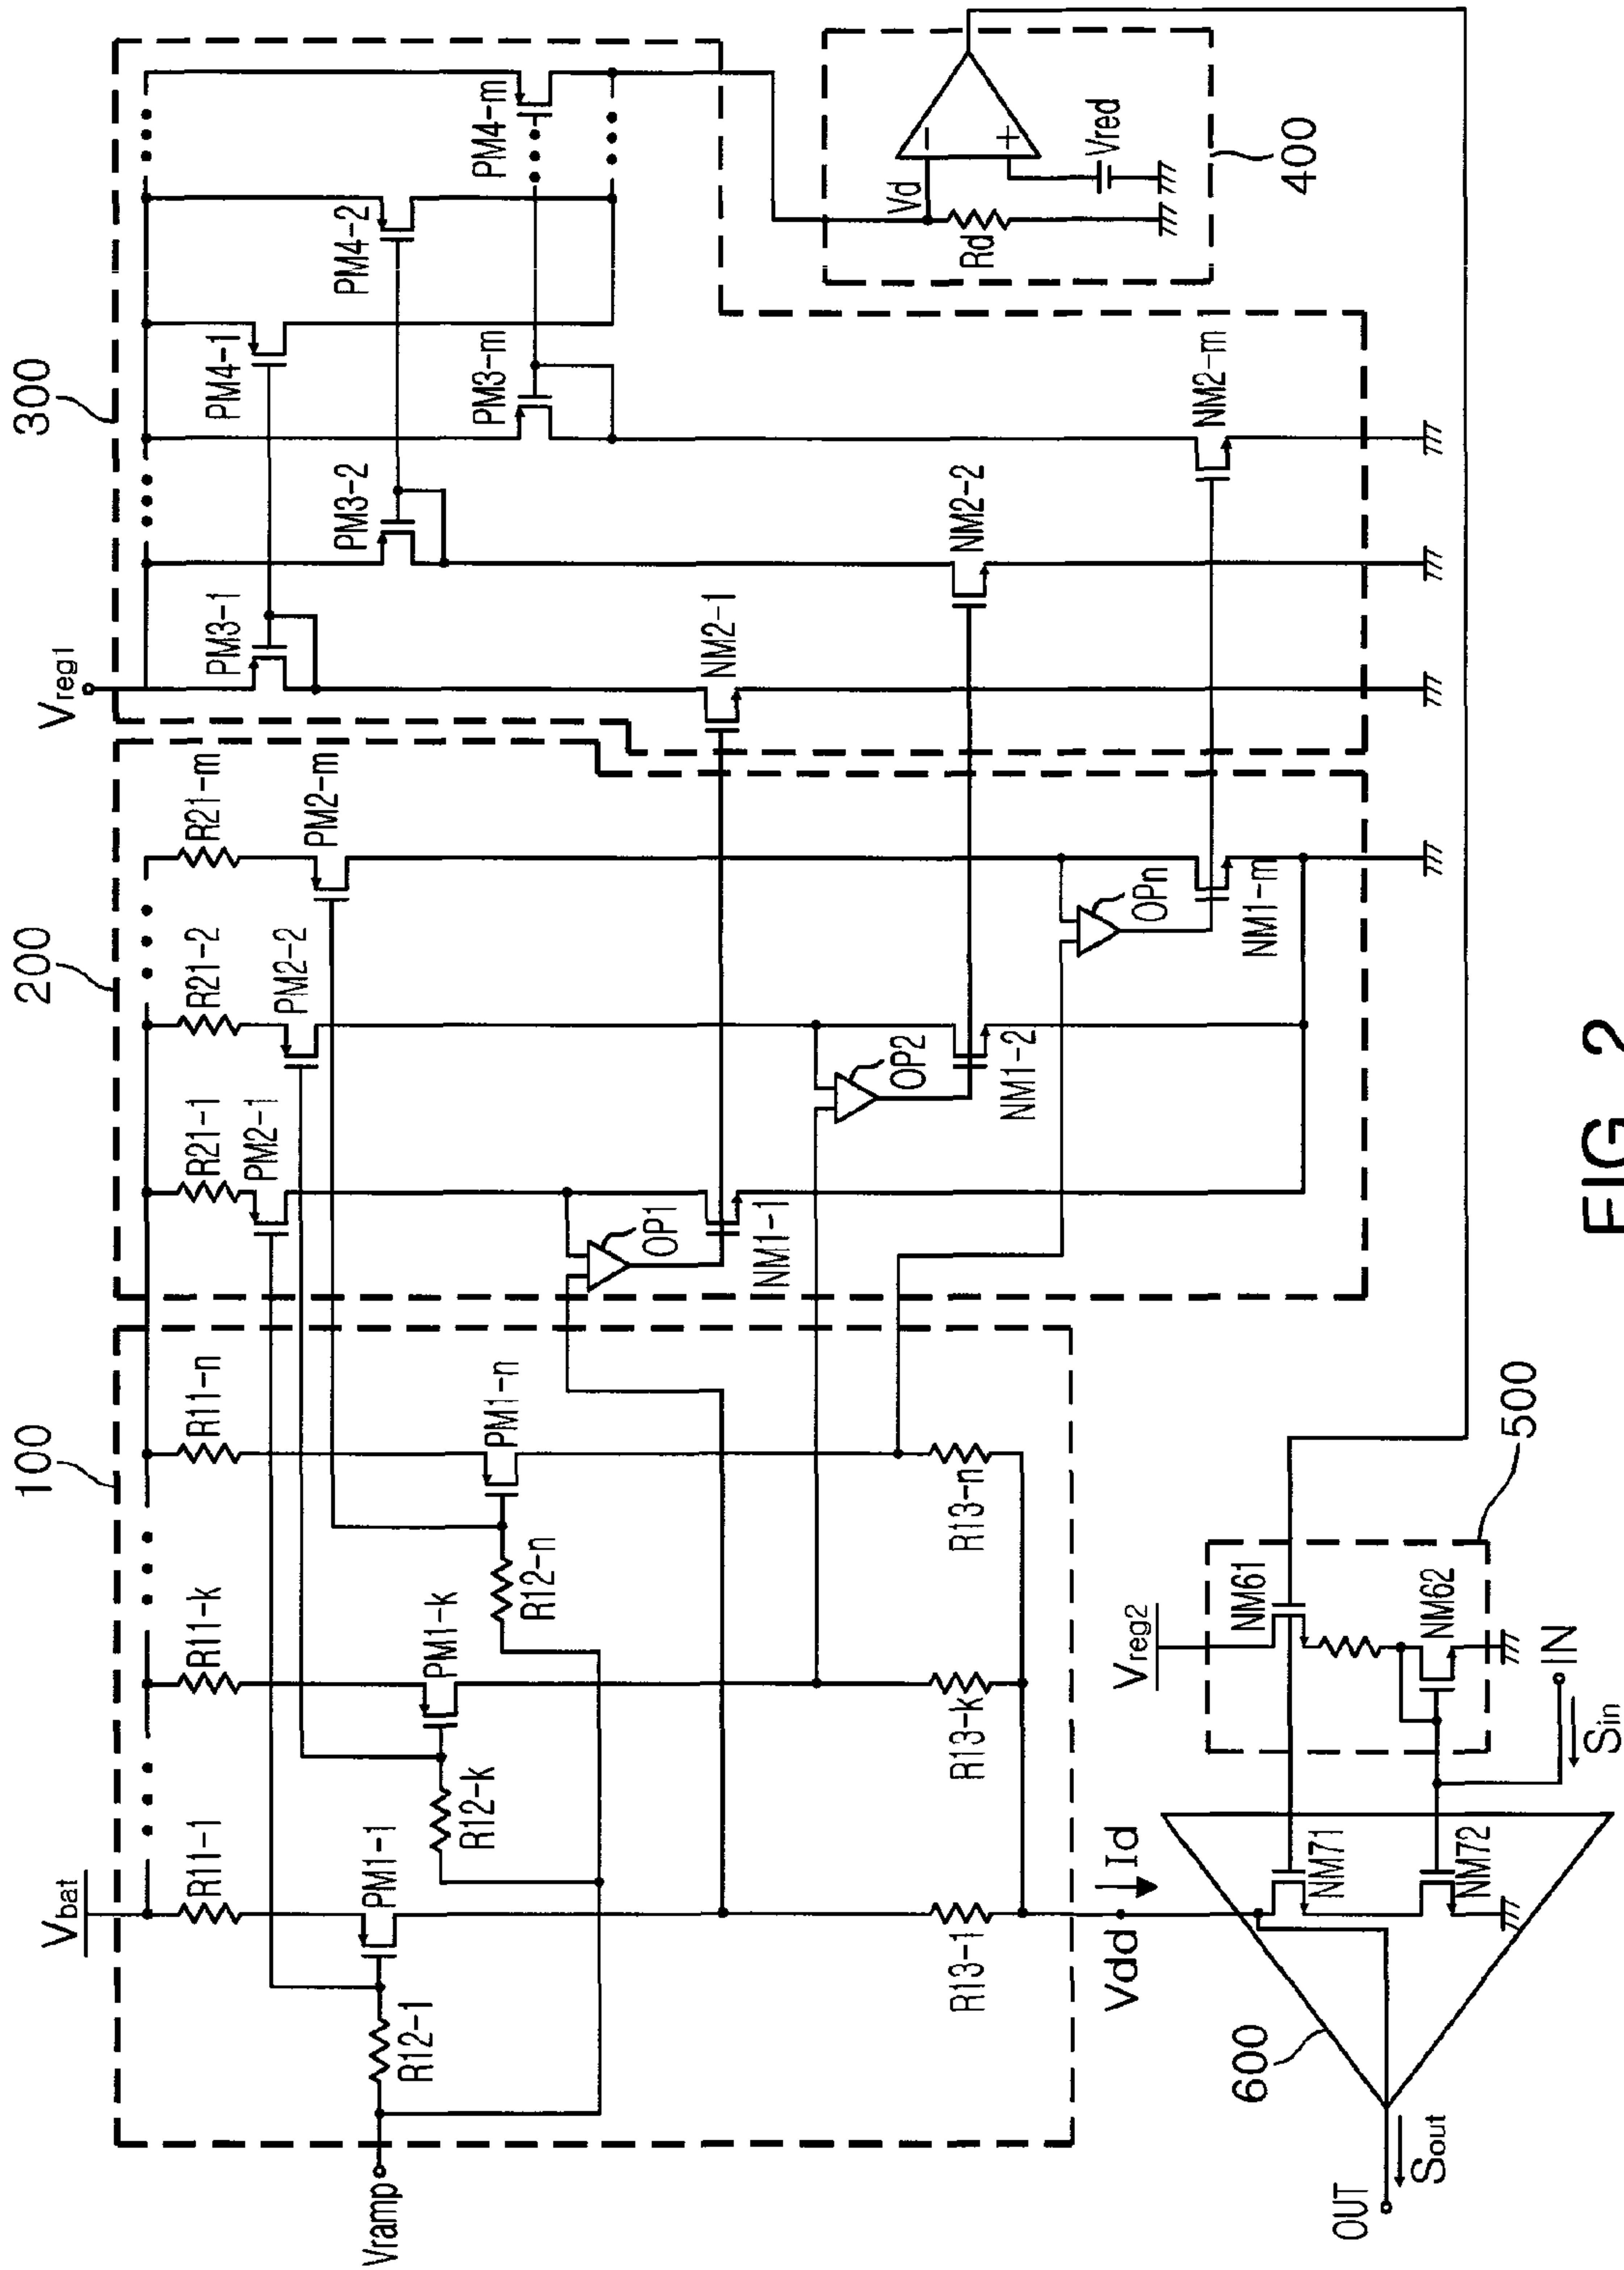 100
200
300
Vbat
Vreg1
R11-1
R11-k
R11-n
R21-1
R21-2
R21-m
PM2-1
PM2-2
PM2-m
PM3-1
PM3-2
PM3-m
PM4-1
PM4-2
PM4-m
Vramp
R12-1
PM1-1
R12-k
PM1-k
R12-n
PM1-n
OP1
NM1-1
NM2-1
OP2
NM1-2
NM2-2
OPn
NM1-m
NM2-m
R13-1
R13-k
R13-n
Vd
Rd
Vred
−
+
400
Vdd
Id
Vreg2
NM61
NM62
500
600
NM71
NM72
OUT
Sout
IN
Sin
FIG. 2